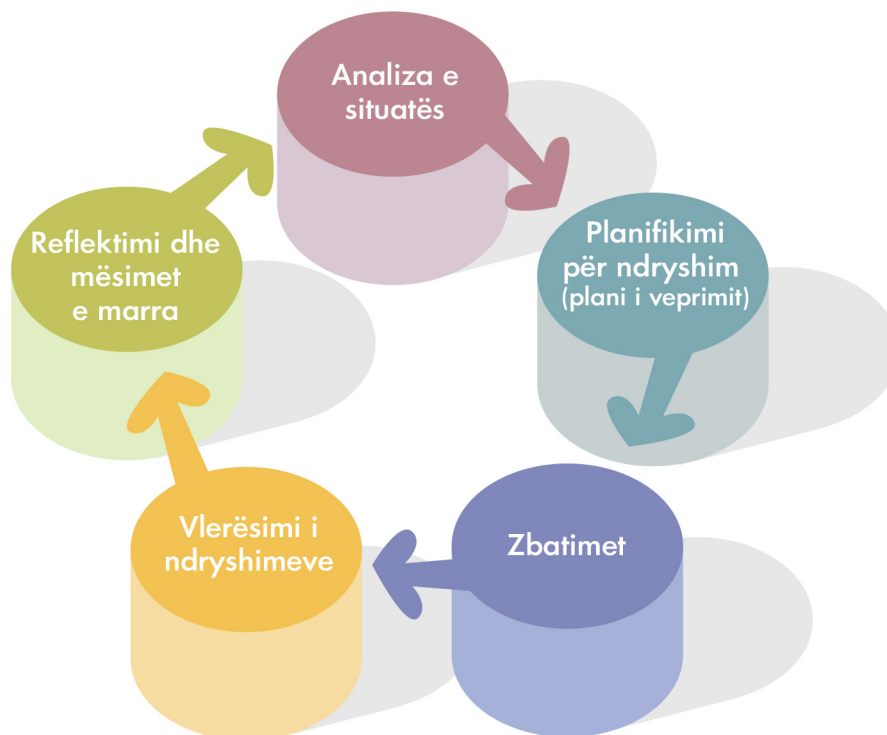 Analiza e
situatës
Planifikimi
për ndryshim
(plani i veprimit)
Zbatimet
Vlerësimi i
ndryshimeve
Reflektimi dhe
mësimet
e marra